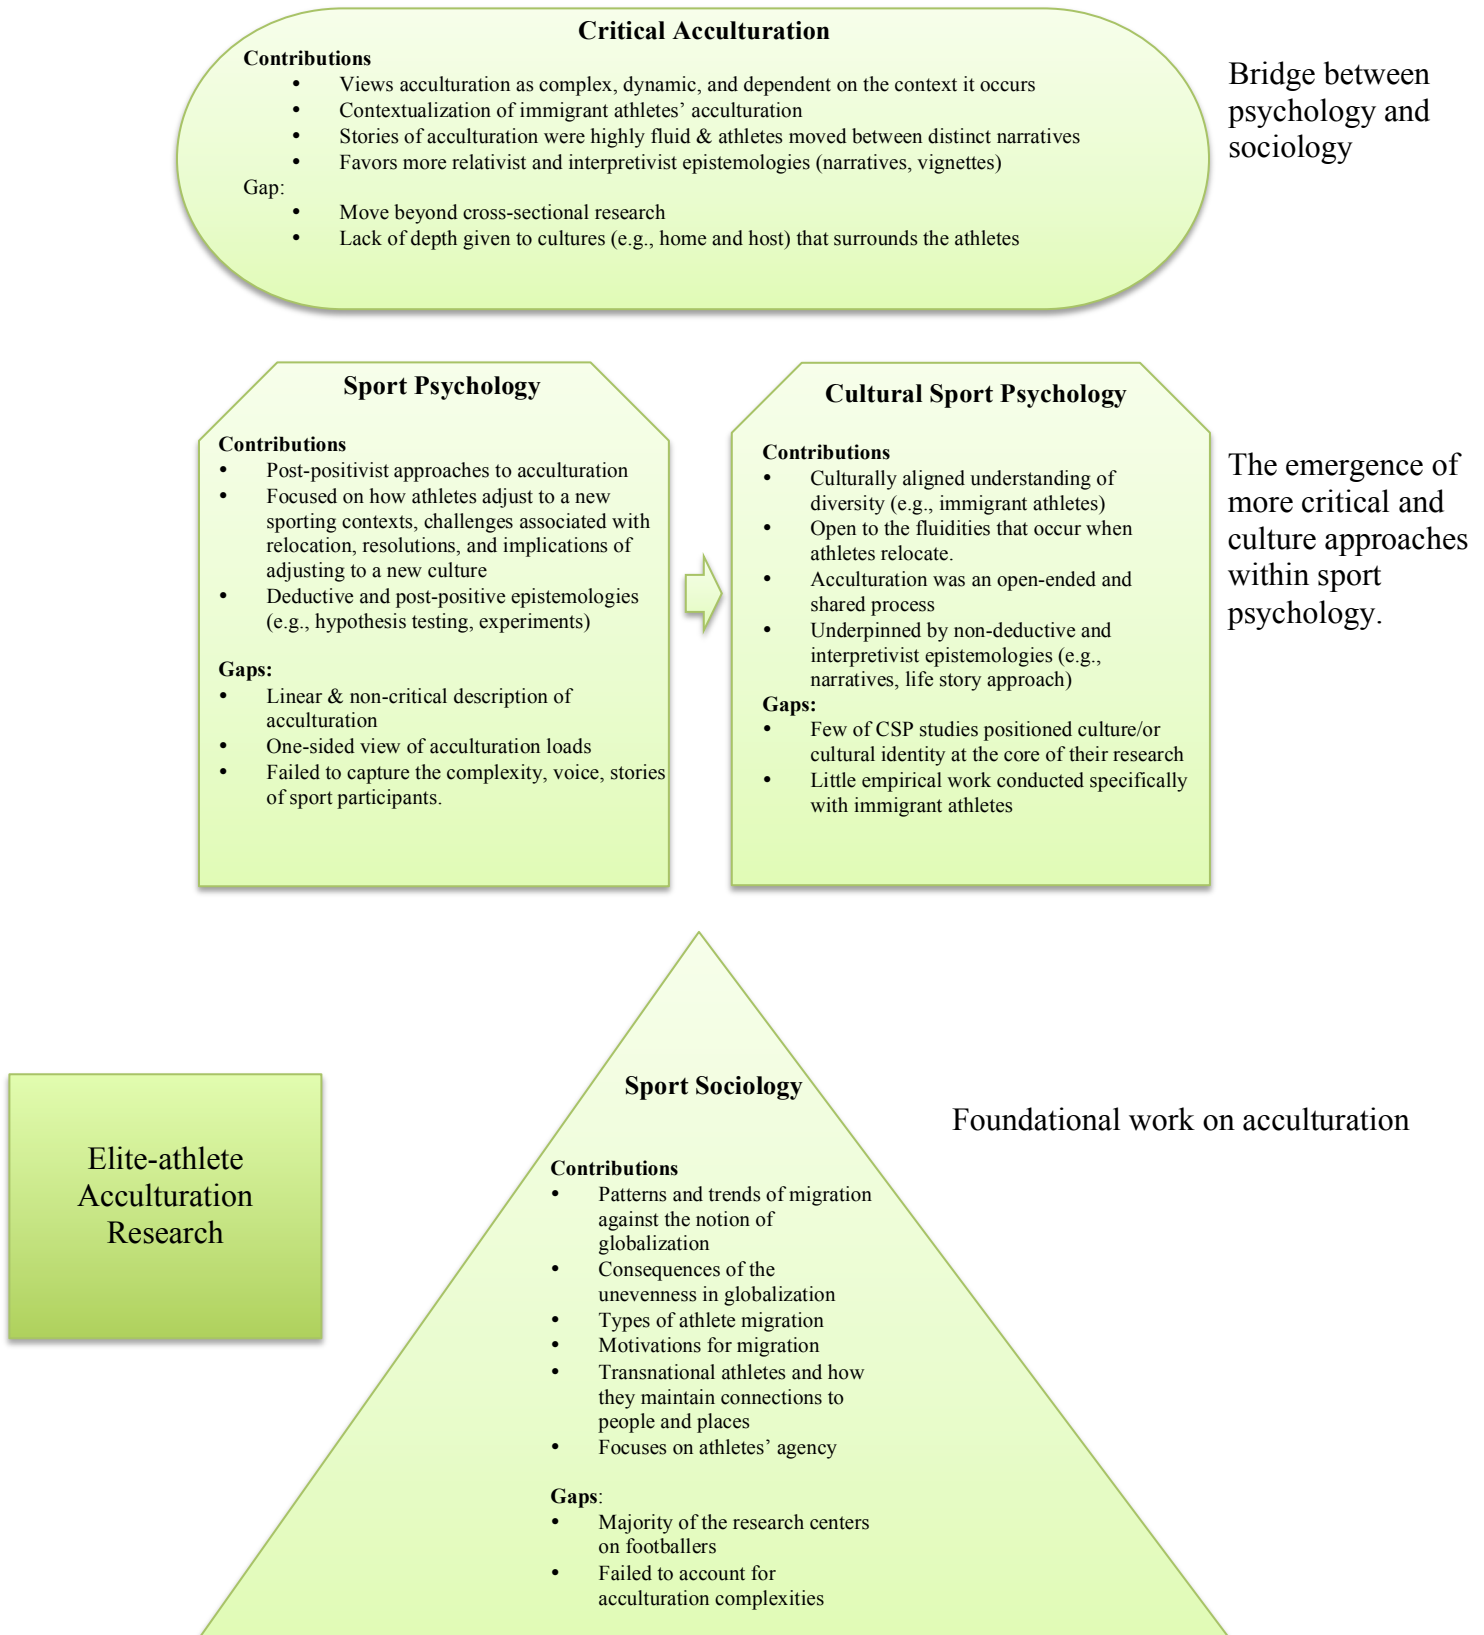 Critical Acculturation
Contributions
• Views acculturation as complex, dynamic, and dependent on the context it occurs
• Contextualization of immigrant athletes' acculturation
• Stories of acculturation were highly fluid & athletes moved between distinct narratives
• Favors more relativist and interpretivist epistemologies (narratives, vignettes)
Gap:
• Move beyond cross-sectional research
• Lack of depth given to cultures (e.g., home and host) that surrounds the athletes
Bridge between
psychology and
sociology
Sport Psychology
Contributions
• Post-positivist approaches to acculturation
• Focused on how athletes adjust to a new
sporting contexts, challenges associated with
relocation, resolutions, and implications of
adjusting to a new culture
• Deductive and post-positive epistemologies
(e.g., hypothesis testing, experiments)
Gaps:
• Linear & non-critical description of
acculturation
• One-sided view of acculturation loads
• Failed to capture the complexity, voice, stories
of sport participants.
Cultural Sport Psychology
Contributions
• Culturally aligned understanding of
diversity (e.g., immigrant athletes)
• Open to the fluidities that occur when
athletes relocate.
• Acculturation was an open-ended and
shared process
• Underpinned by non-deductive and
interpretivist epistemologies (e.g.,
narratives, life story approach)
Gaps:
• Few of CSP studies positioned culture/or
cultural identity at the core of their research
• Little empirical work conducted specifically
with immigrant athletes
The emergence of
more critical and
culture approaches
within sport
psychology.
Elite-athlete
Acculturation
Research
Sport Sociology
Contributions
• Patterns and trends of migration
against the notion of
globalization
• Consequences of the
unevenness in globalization
• Types of athlete migration
• Motivations for migration
• Transnational athletes and how
they maintain connections to
people and places
• Focuses on athletes' agency
Gaps:
• Majority of the research centers
on footballers
• Failed to account for
acculturation complexities
Foundational work on acculturation